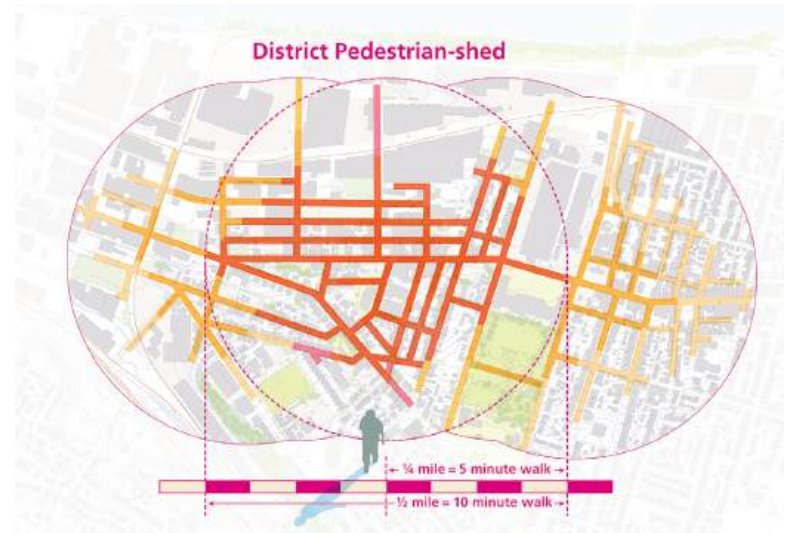 District Pedestrian-shed
¼ mile = 5 minute walk
½ mile = 10 minute walk